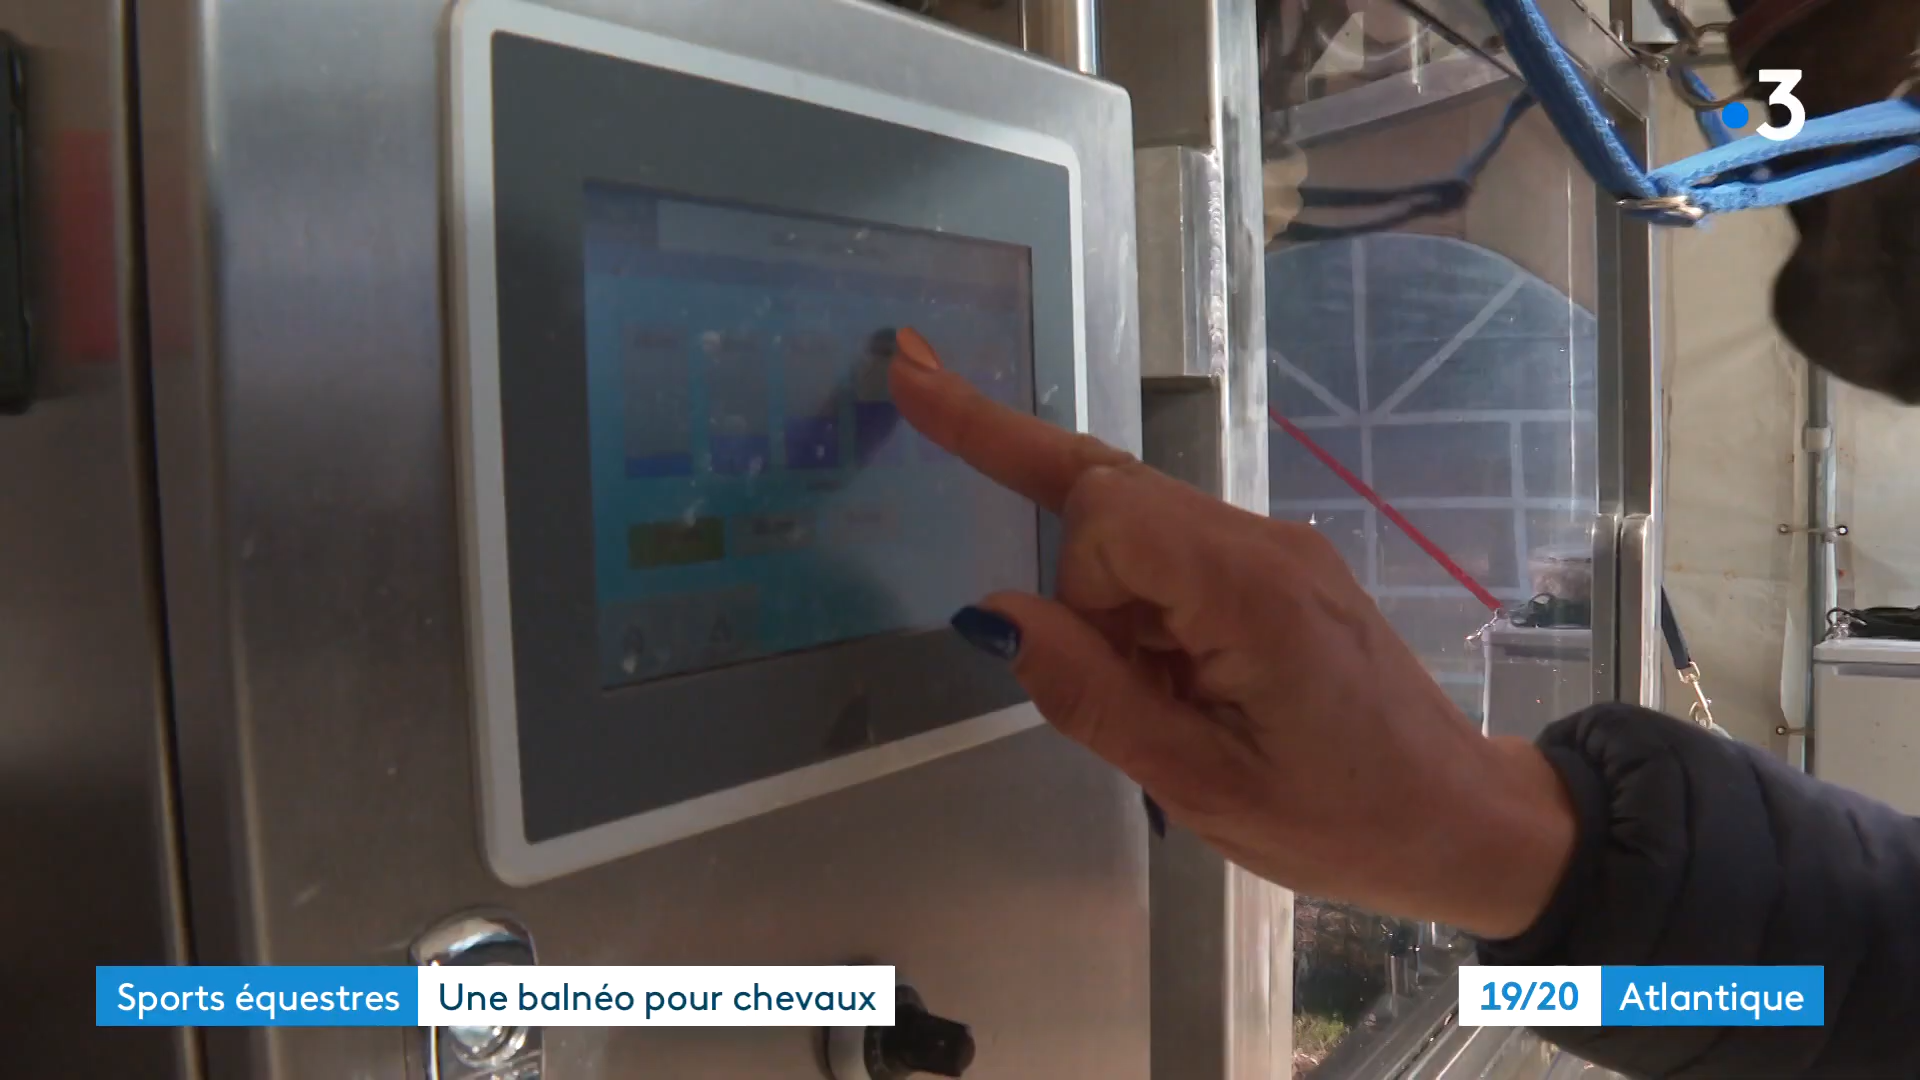 3
Sports équestres
Une balnéo pour chevaux
19/20
Atlantique